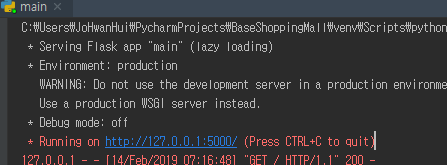 main
C:₩Users₩JoHwanHui₩PycharmProjects₩BaseShoppingMall₩venv₩Scripts₩python
* Serving Flask app "main" (lazy loading)
* Environment: production
WARNING: Do not use the development server in a production environme
Use a production WSGI server instead.
* Debug mode: off
* Running on http://127.0.0.1:5000/ (Press CTRL+C to quit)
127.0.0.1 - - [14/Feb/2019 07:16:48] "GET / HTTP/1.1" 200 -